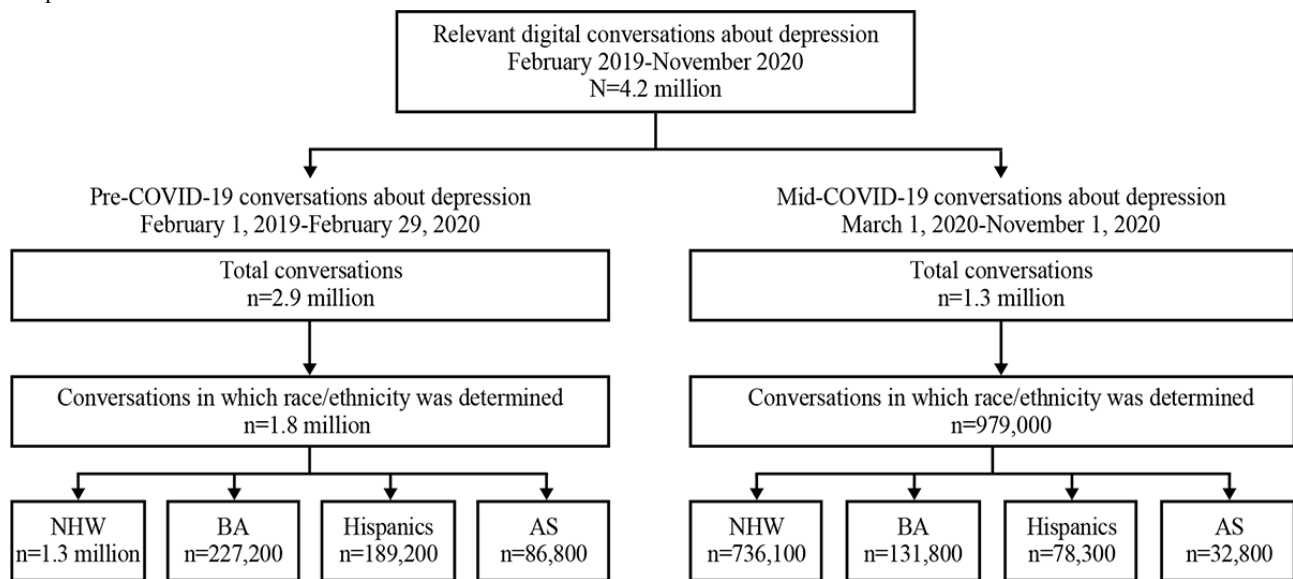 Relevant digital conversations about depression
February 2019-November 2020
N=4.2 million
Pre-COVID-19 conversations about depression
February 1, 2019-February 29, 2020
Mid-COVID-19 conversations about depression
March 1, 2020-November 1, 2020
Total conversations
n=2.9 million
Total conversations
n=1.3 million
Conversations in which race/ethnicity was determined
n=1.8 million
Conversations in which race/ethnicity was determined
n=979,000
NHW
n=1.3 million
BA
n=227,200
Hispanics
n=189,200
AS
n=86,800
NHW
n=736,100
BA
n=131,800
Hispanics
n=78,300
AS
n=32,800